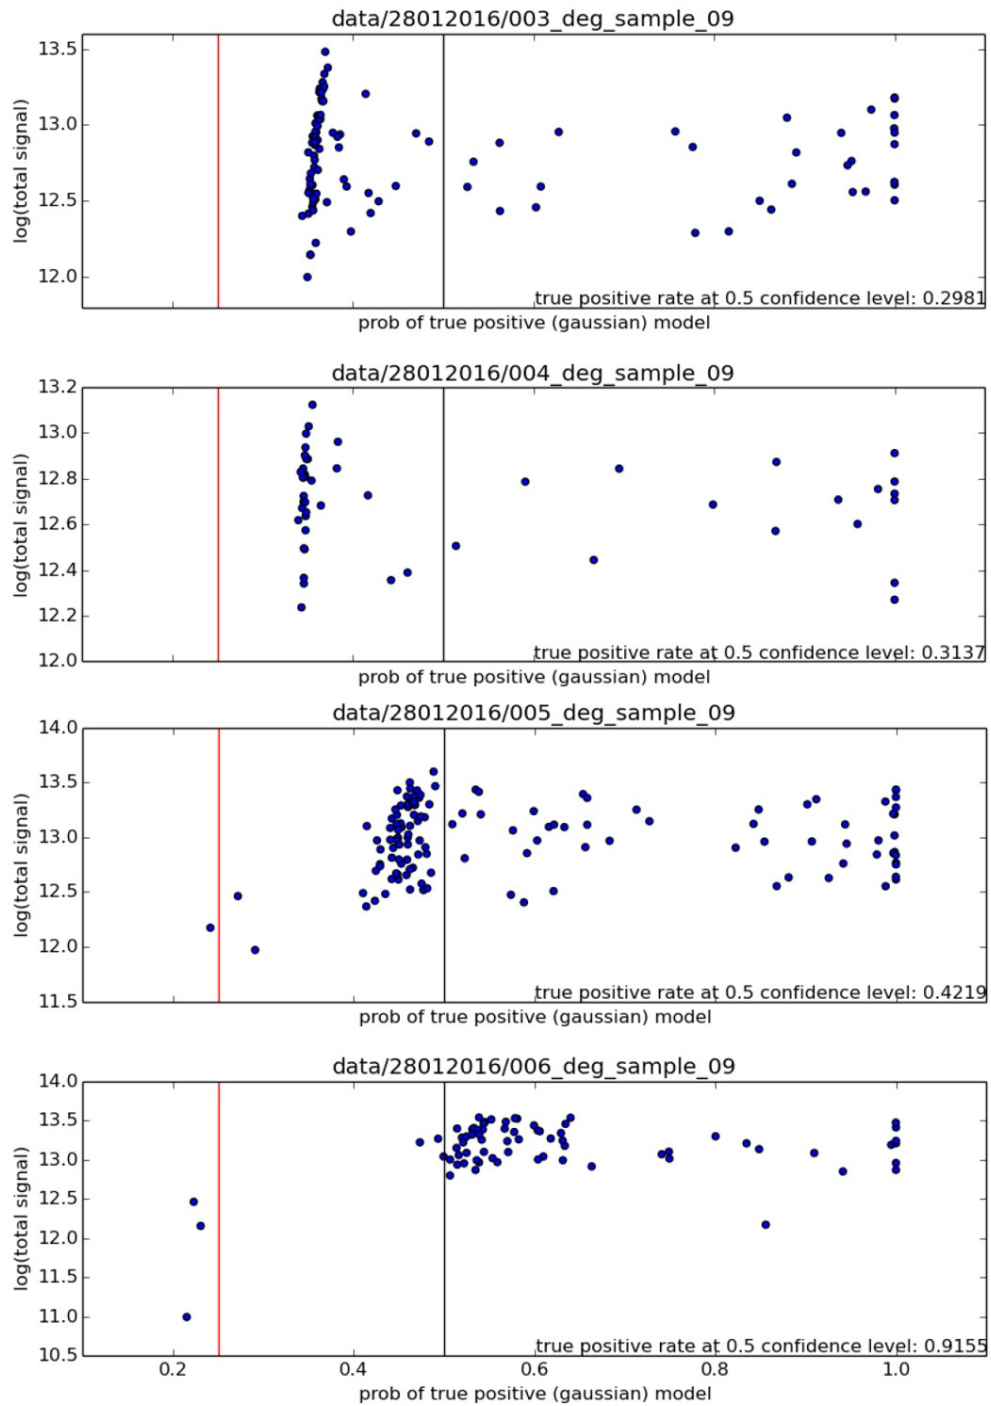 data/28012016/003_deg_sample_09
13.5
13.0
12.5
12.0
log(total signal)
true positive rate at 0.5 confidence level: 0.2981
prob of true positive (gaussian) model
data/28012016/004_deg_sample_09
13.2
13.0
12.8
12.6
12.4
12.2
12.0
log(total signal)
true positive rate at 0.5 confidence level: 0.3137
prob of true positive (gaussian) model
data/28012016/005_deg_sample_09
14.0
13.5
13.0
12.5
12.0
11.5
log(total signal)
true positive rate at 0.5 confidence level: 0.4219
prob of true positive (gaussian) model
data/28012016/006_deg_sample_09
14.0
13.5
13.0
12.5
12.0
11.5
11.0
10.5
log(total signal)
true positive rate at 0.5 confidence level: 0.9155
0.2 0.4 0.6 0.8 1.0
prob of true positive (gaussian) model